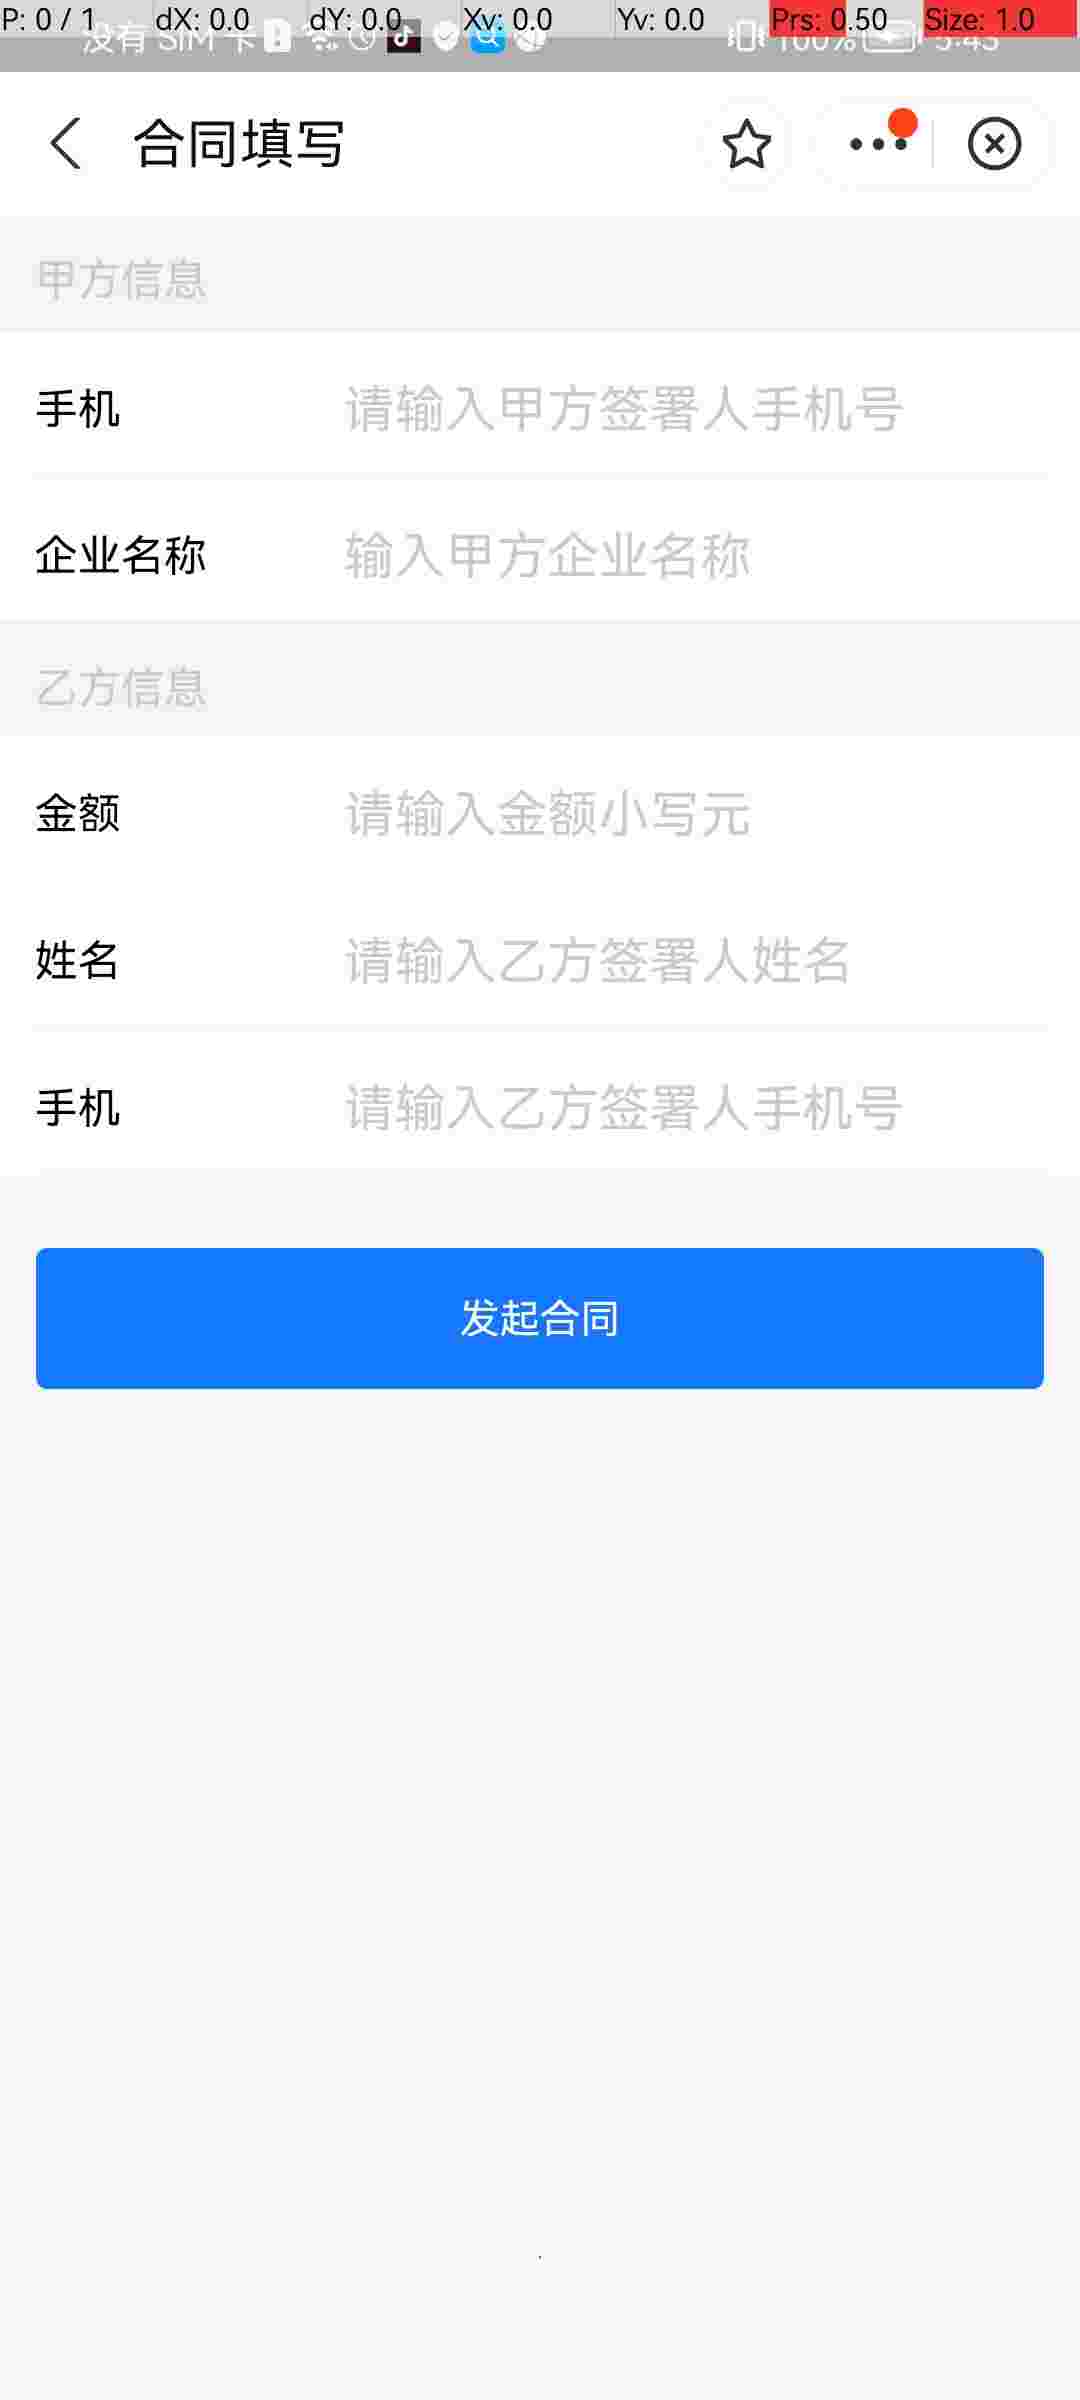 P: 0 / 1 dX: 0.0 dY: 0.0 Xv: 0.0 Yv: 0.0 Prs: 0.50 Size: 1.0
没有 SIM 卡 100% 5:43
合同填写
甲方信息
手机 请输入甲方签署人手机号
企业名称 输入甲方企业名称
乙方信息
金额 请输入金额小写元
姓名 请输入乙方签署人姓名
手机 请输入乙方签署人手机号
发起合同